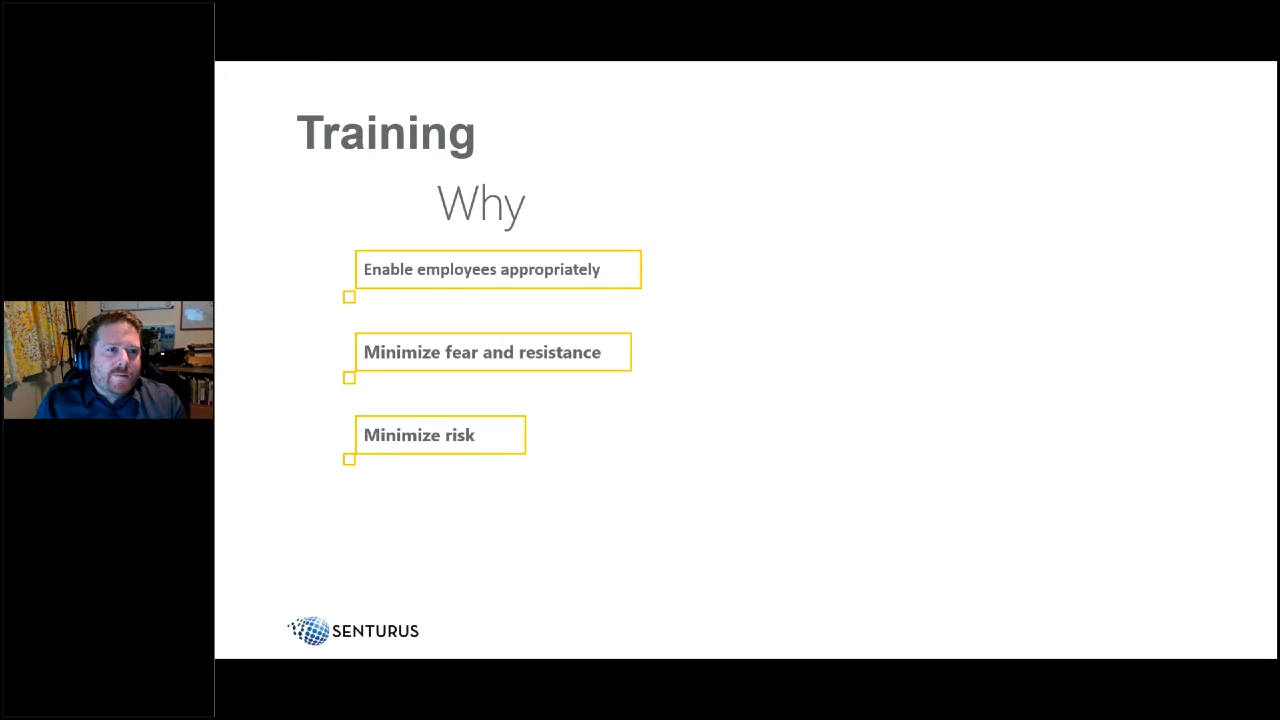 Training
Why
Enable employees appropriately
Minimize fear and resistance
Minimize risk
SENTURUS